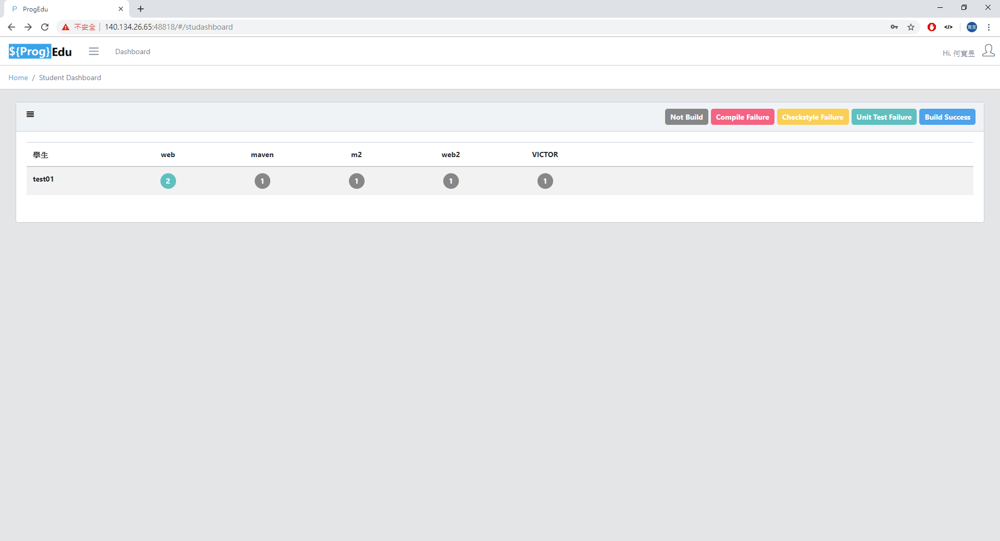 ProgEdu
不安全 140.134.26.65:48818/#/studashboard
寬昱
${Prog}Edu Dashboard Hi, 何寬昱
Home / Student Dashboard
Not Build Compile Failure Checkstyle Failure Unit Test Failure Build Success
學生 web maven m2 web2 VICTOR
test01 2 1 1 1 1